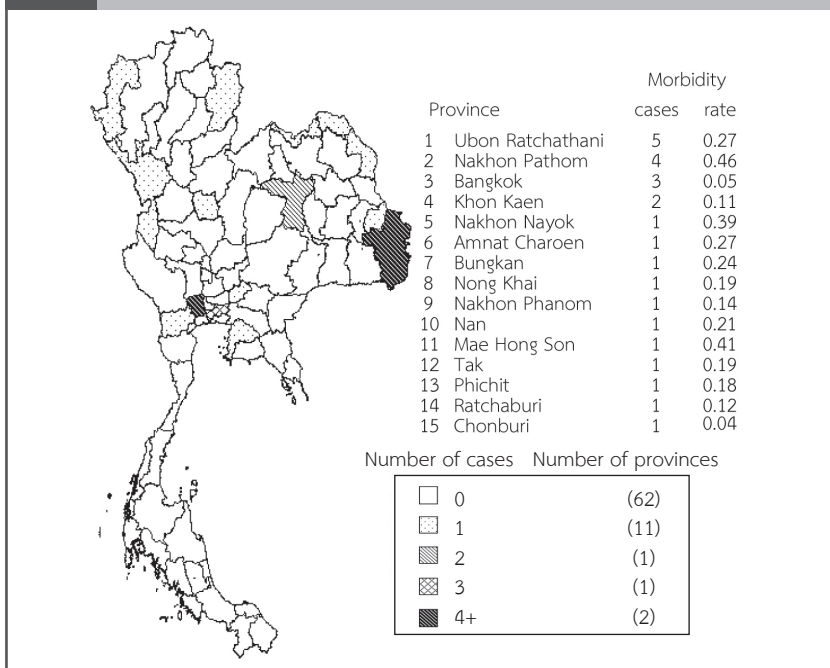 Morbidity
Province cases rate
1 Ubon Ratchathani 5 0.27
2 Nakhon Pathom 4 0.46
3 Bangkok 3 0.05
4 Khon Kaen 2 0.11
5 Nakhon Nayok 1 0.39
6 Amnat Charoen 1 0.27
7 Bungkan 1 0.24
8 Nong Khai 1 0.19
9 Nakhon Phanom 1 0.14
10 Nan 1 0.21
11 Mae Hong Son 1 0.41
12 Tak 1 0.19
13 Phichit 1 0.18
14 Ratchaburi 1 0.12
15 Chonburi 1 0.04
Number of cases Number of provinces
0 (62)
1 (11)
2 (1)
3 (1)
4+ (2)